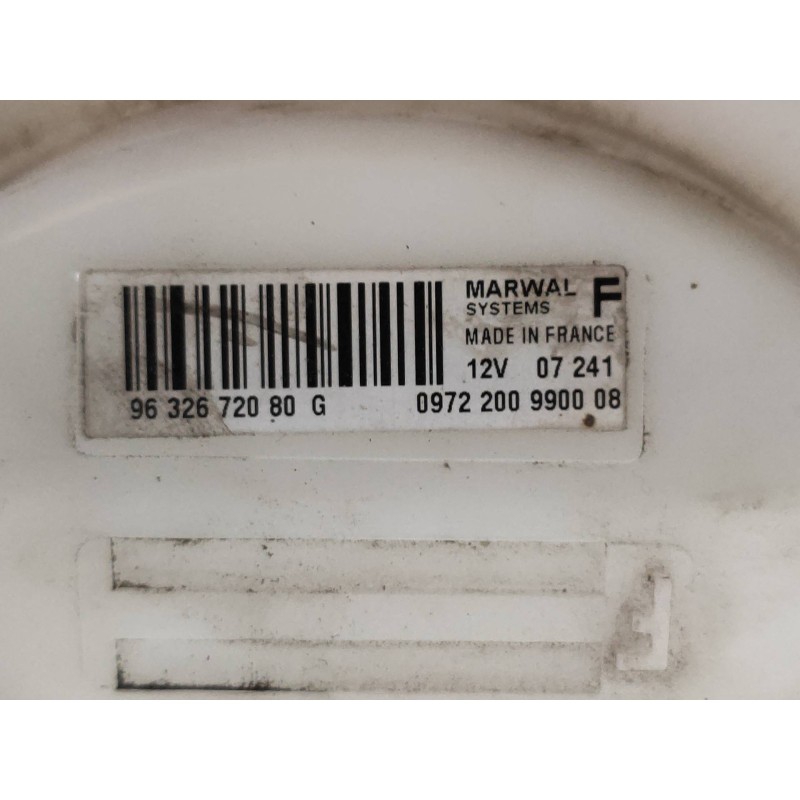 MARWAL F
SYSTEMS
MADE IN FRANCE
12V 07 241
96 326 720 80 G 0972 200 9900 08
F